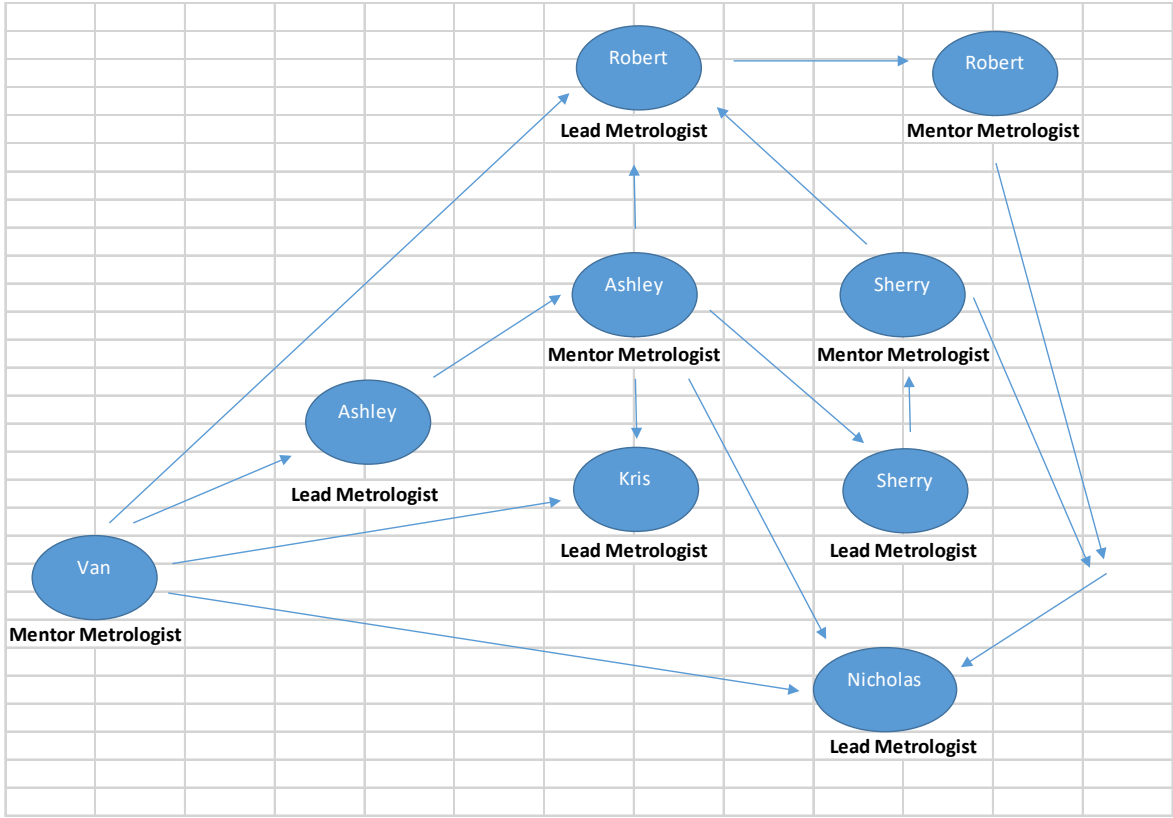 Robert
Robert
Lead Metrologist
Mentor Metrologist
Ashley
Sherry
Mentor Metrologist
Mentor Metrologist
Ashley
Lead Metrologist
Kris
Sherry
Lead Metrologist
Lead Metrologist
Van
Mentor Metrologist
Nicholas
Lead Metrologist